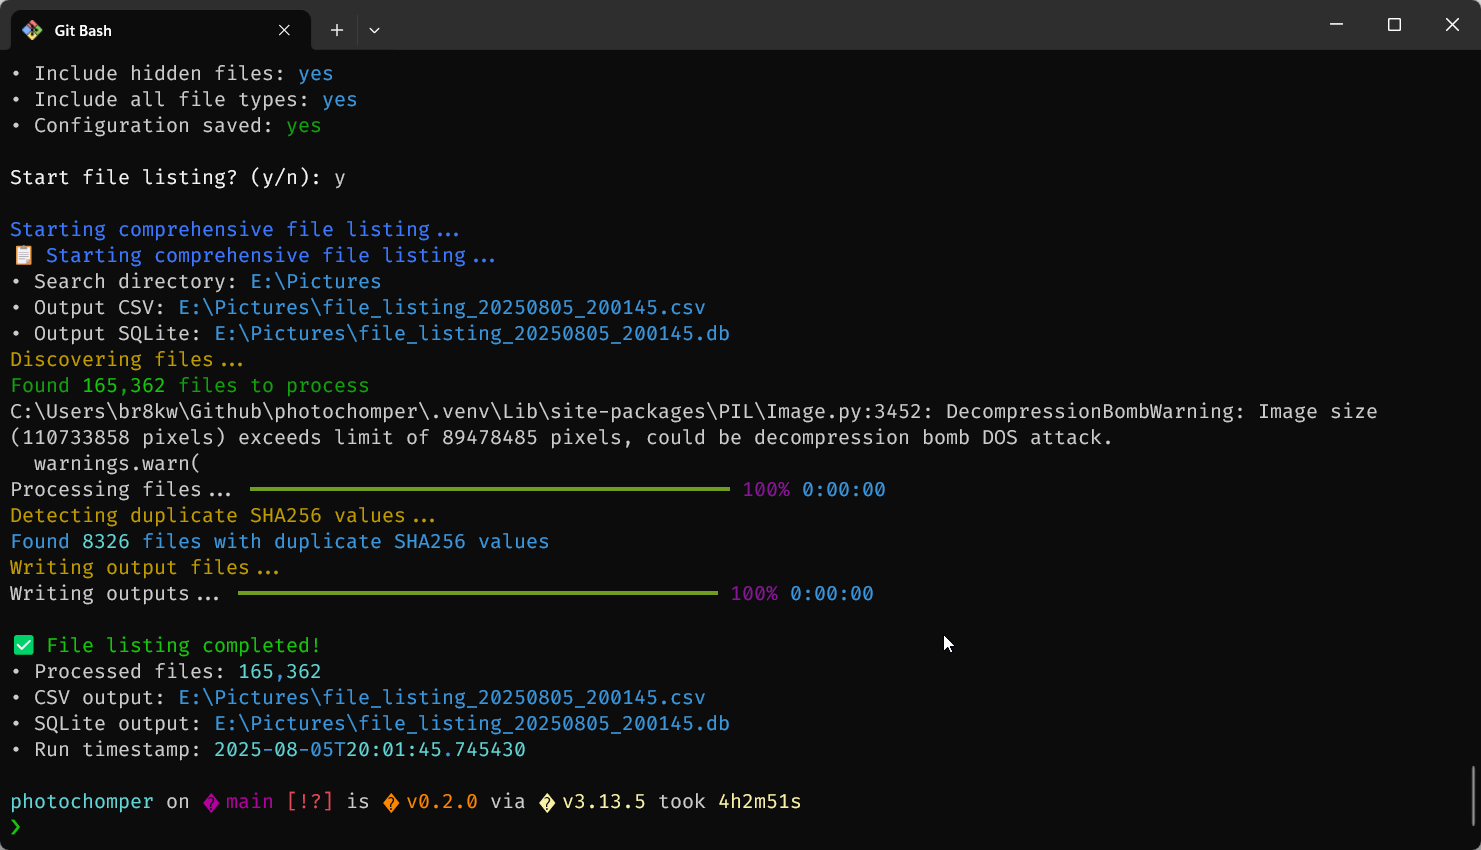 Git Bash
• Include hidden files: yes
• Include all file types: yes
• Configuration saved: yes
Start file listing? (y/n): y
Starting comprehensive file listing...
📋 Starting comprehensive file listing...
• Search directory: E:\Pictures
• Output CSV: E:\Pictures\file_listing_20250805_200145.csv
• Output SQLite: E:\Pictures\file_listing_20250805_200145.db
Discovering files...
Found 165,362 files to process
C:\Users\br8kw\Github\photochomper\.venv\Lib\site-packages\PIL\Image.py:3452: DecompressionBombWarning: Image size
(110733858 pixels) exceeds limit of 89478485 pixels, could be decompression bomb DOS attack.
  warnings.warn(
Processing files... 100% 0:00:00
Detecting duplicate SHA256 values...
Found 8326 files with duplicate SHA256 values
Writing output files...
Writing outputs... 100% 0:00:00
✅ File listing completed!
• Processed files: 165,362
• CSV output: E:\Pictures\file_listing_20250805_200145.csv
• SQLite output: E:\Pictures\file_listing_20250805_200145.db
• Run timestamp: 2025-08-05T20:01:45.745430
photochomper on � main [!?] is � v0.2.0 via � v3.13.5 took 4h2m51s
❯